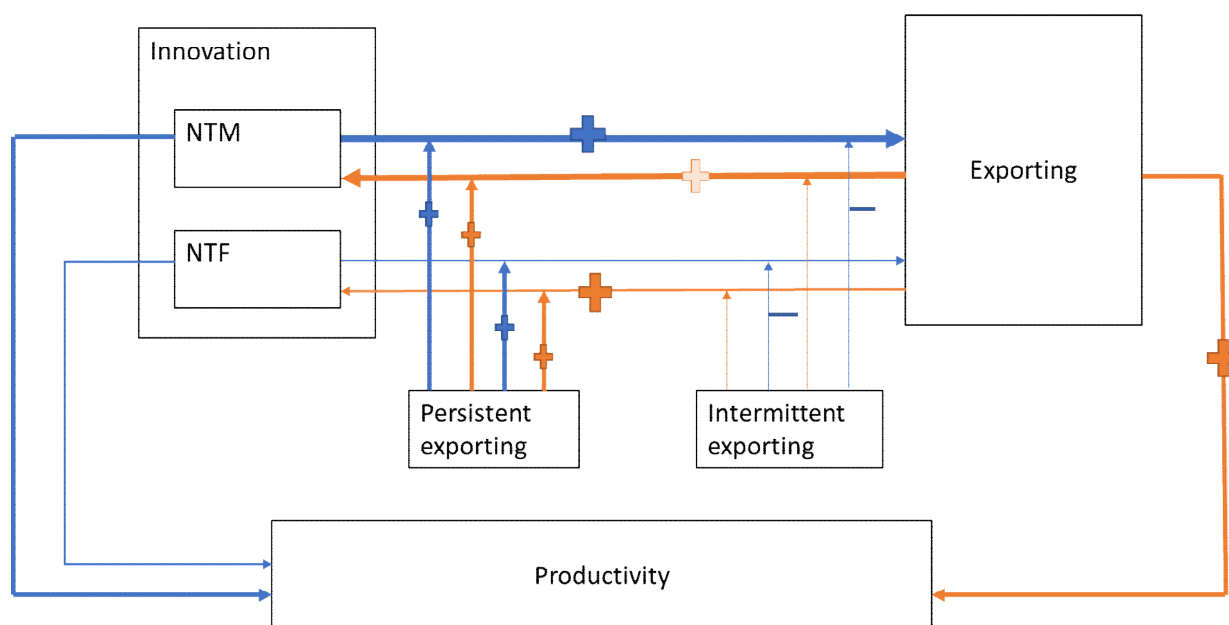 Innovation
NTM
Exporting
NTF
Persistent
exporting
Intermittent
exporting
Productivity